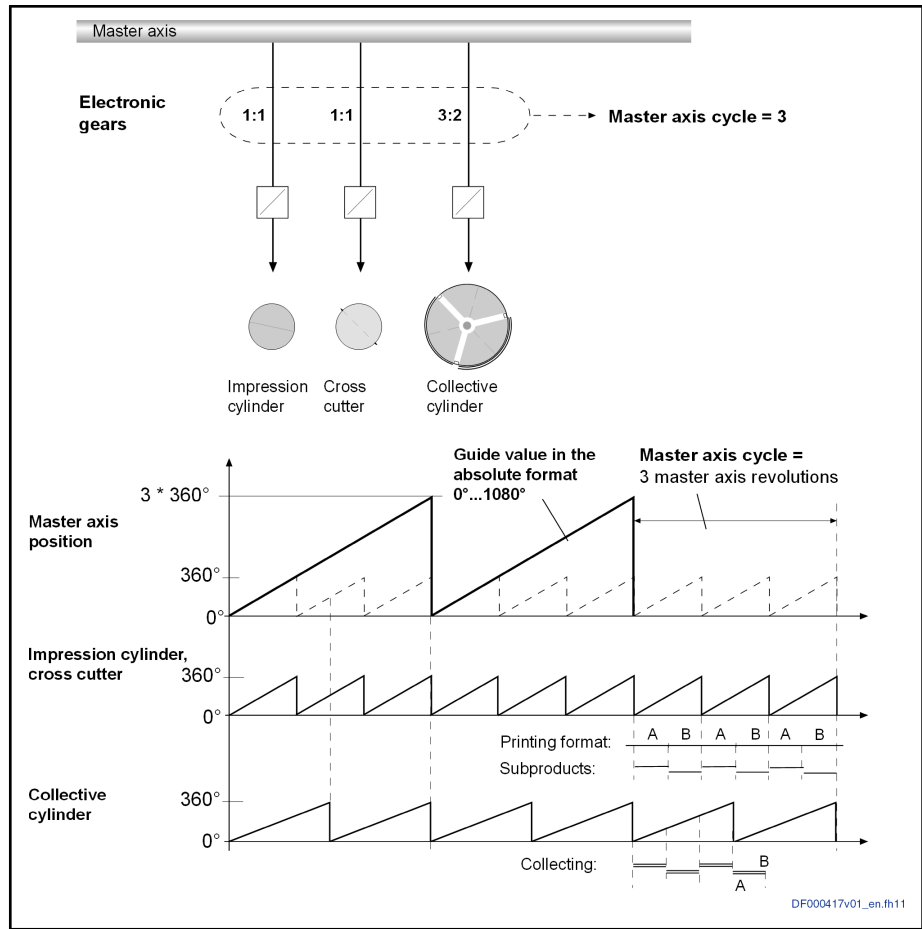 Master axis
Electronic
gears
1:1
1:1
3:2
Master axis cycle = 3
Impression
cylinder
Cross
cutter
Collective
cylinder
Guide value in the
absolute format
0°...1080°
Master axis cycle =
3 master axis revolutions
3 * 360°
Master axis
position
360°
0°
Impression cylinder,
cross cutter
360°
0°
Printing format:
A B A B A B
Subproducts:
Collective
cylinder
360°
0°
Collecting:
B
A
DF000417v01_en.fh11